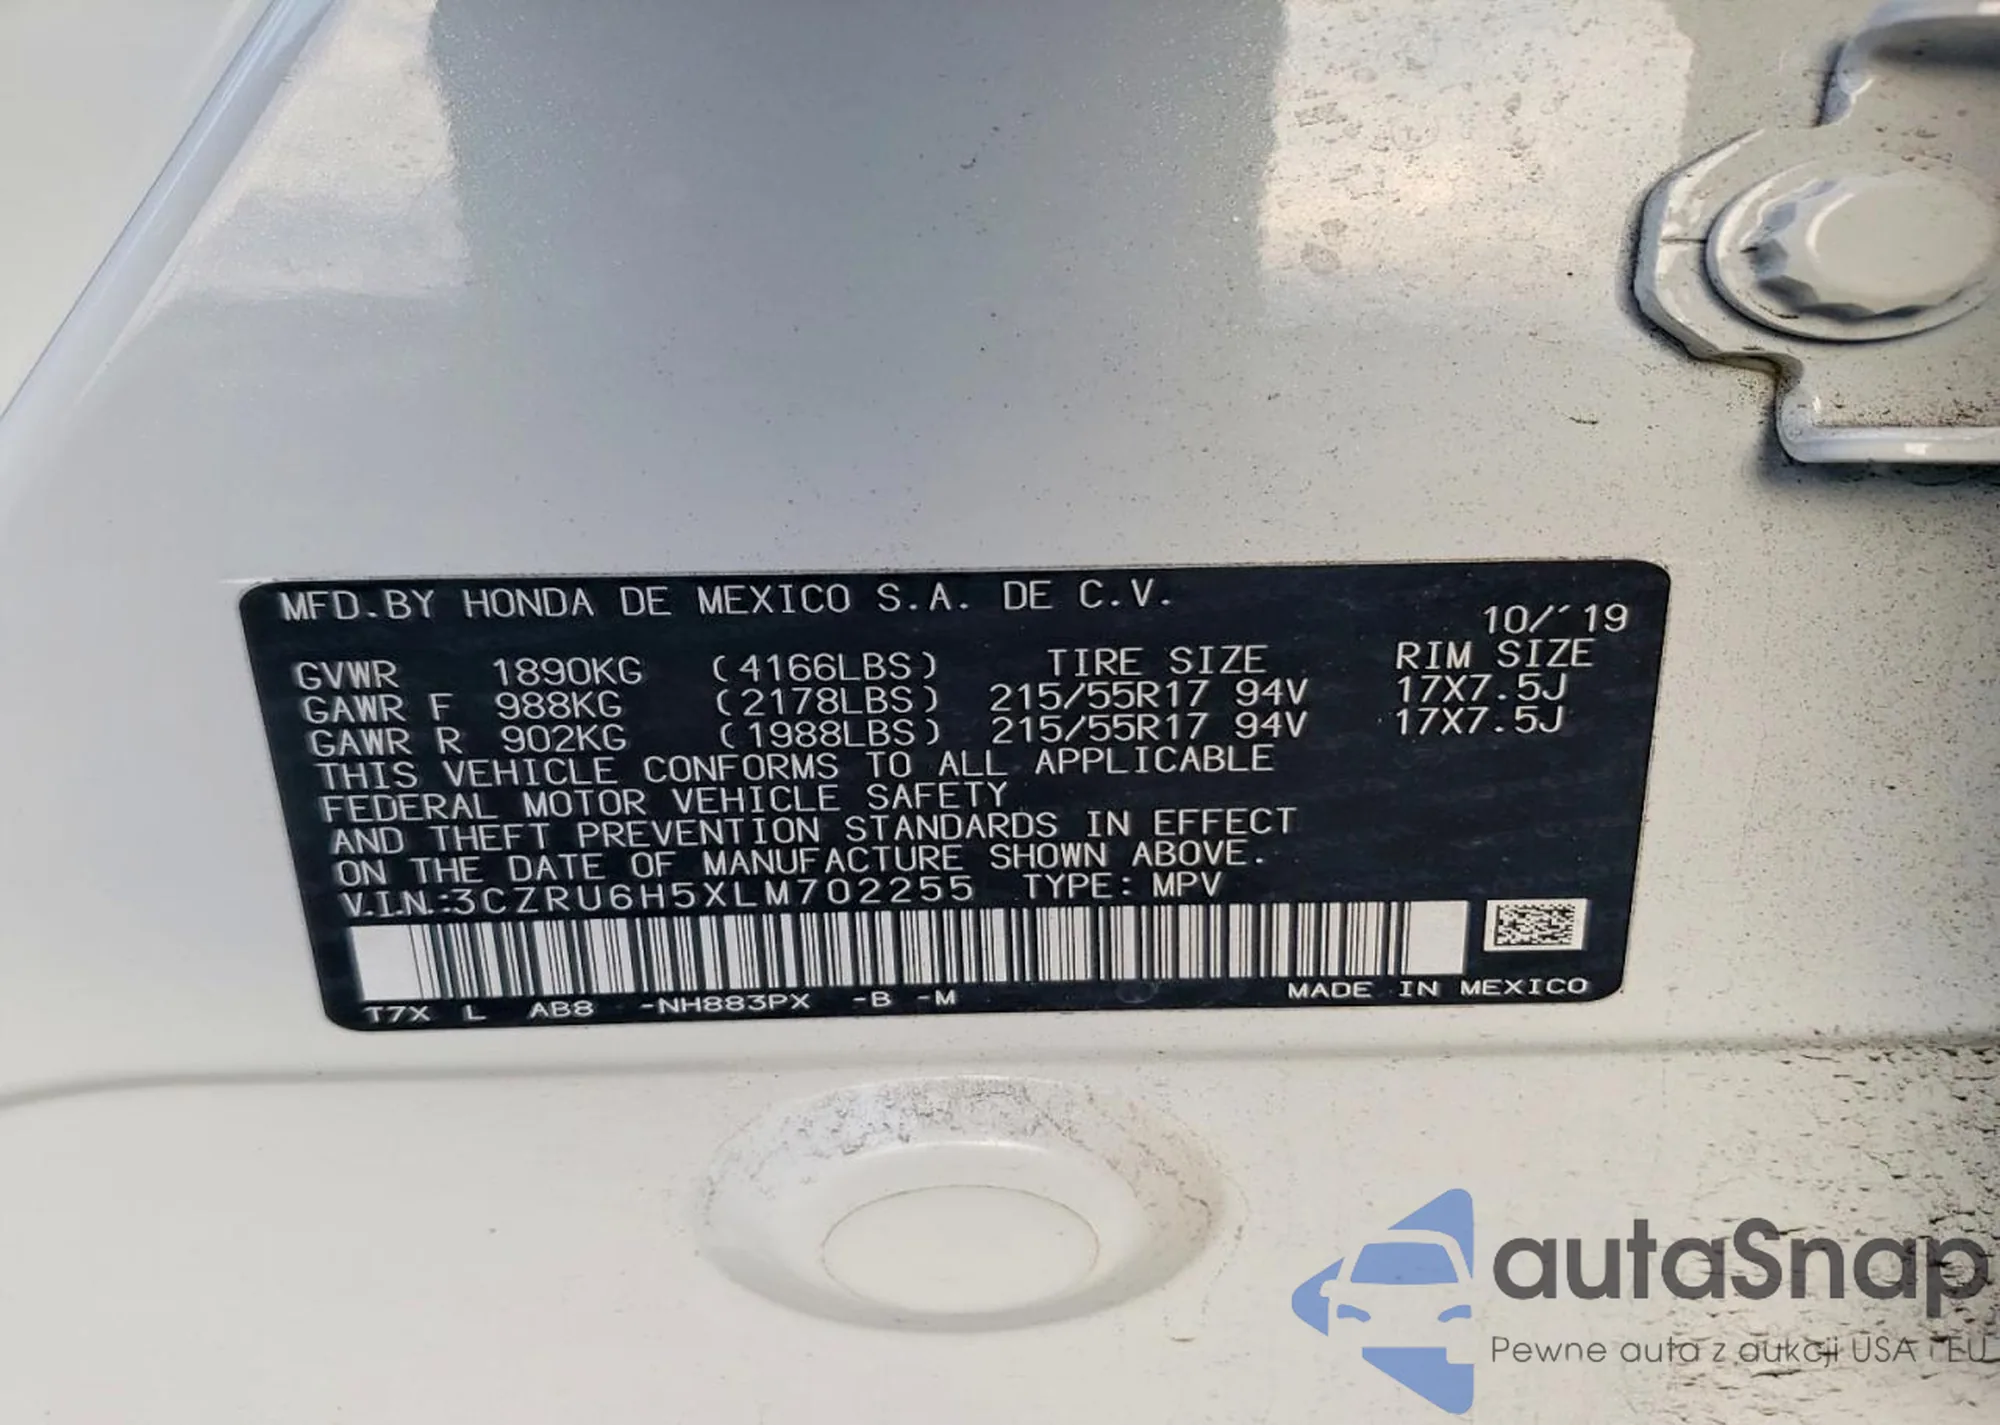 MFD.BY HONDA DE MEXICO S.A. DE C.V.
10/'19
GVWR 1890KG (4166LBS) TIRE SIZE RIM SIZE
GAWR F 988KG (2178LBS) 215/55R17 94V 17X7.5J
GAWR R 902KG (1988LBS) 215/55R17 94V 17X7.5J
THIS VEHICLE CONFORMS TO ALL APPLICABLE
FEDERAL MOTOR VEHICLE SAFETY
AND THEFT PREVENTION STANDARDS IN EFFECT
ON THE DATE OF MANUFACTURE SHOWN ABOVE.
V.I.N.:3CZRU6H5XLM702255 TYPE: MPV
T7X L AB8 -NH883PX -B -M MADE IN MEXICO
autaSnap
Pewne auta z aukcji USA i EU